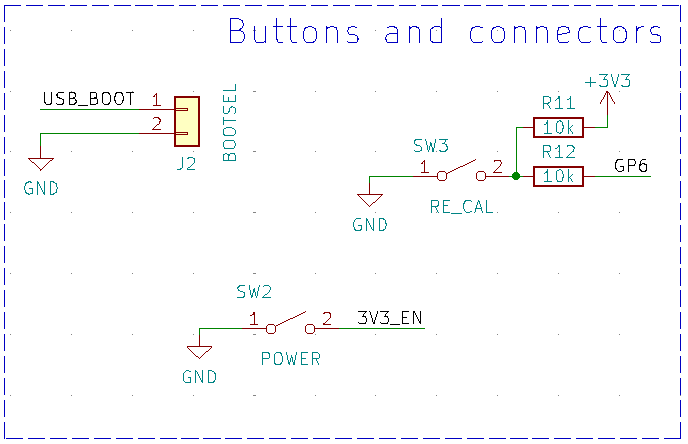 Buttons and connectors
USB_BOOT 1
2
J2
BOOTSEL
GND
+3V3
R11
10k
R12
10k
GP6
SW3
1 2
RE_CAL
GND
SW2
1 2
3V3_EN
POWER
GND